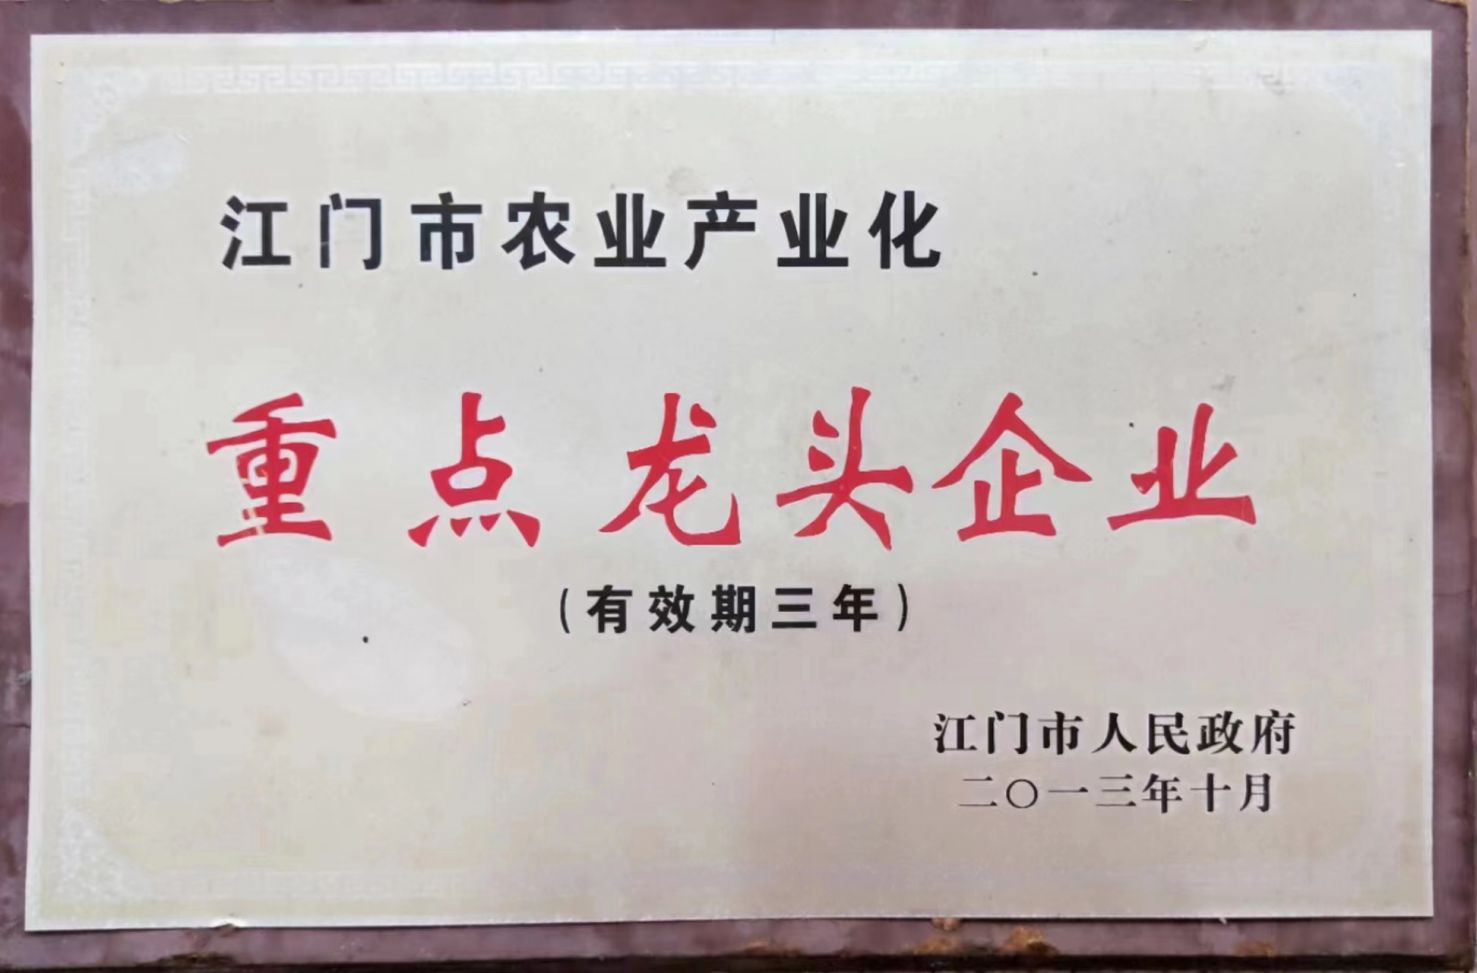 江门市农业产业化
重点龙头企业
（有效期三年）
江门市人民政府
二〇一三年十月